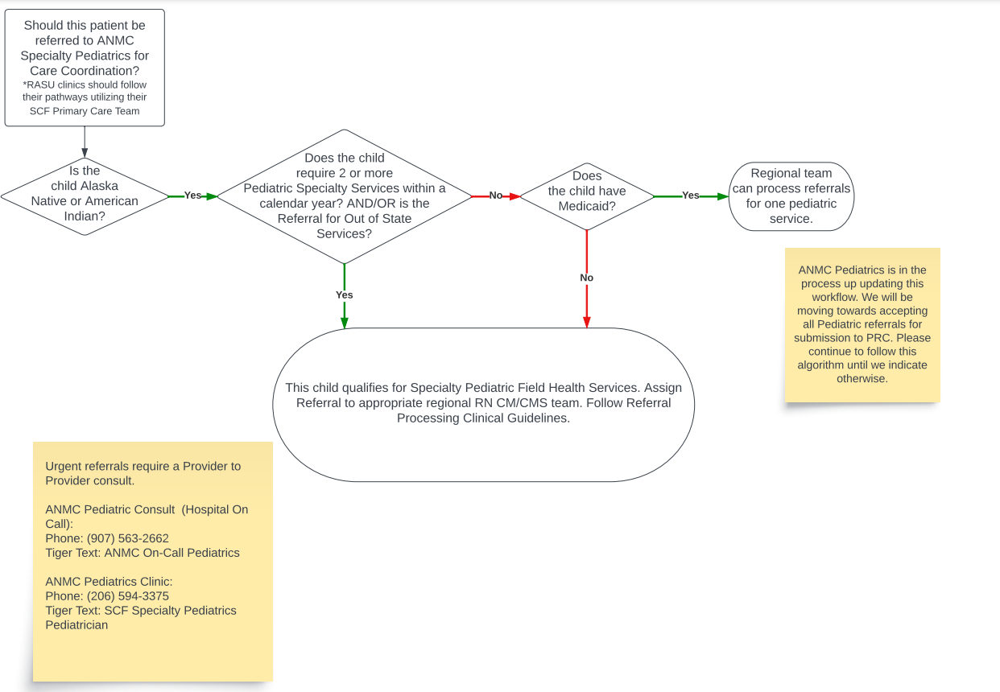 Should this patient be
referred to ANMC
Specialty Pediatrics for
Care Coordination?
*RASU clinics should follow
their pathways utilizing their
SCF Primary Care Team
Is the
child Alaska
Native or American
Indian?
Yes
Does the child
require 2 or more
Pediatric Specialty Services within a
calendar year? AND/OR is the
Referral for Out of State
Services?
No
Does
the child have
Medicaid?
Yes
Regional team
can process referrals
for one pediatric
service.
Yes
No
ANMC Pediatrics is in the
process up updating this
workflow. We will be
moving towards accepting
all Pediatric referrals for
submission to PRC. Please
continue to follow this
algorithm until we indicate
otherwise.
This child qualifies for Specialty Pediatric Field Health Services. Assign
Referral to appropriate regional RN CM/CMS team. Follow Referral
Processing Clinical Guidelines.
Urgent referrals require a Provider to
Provider consult.
ANMC Pediatric Consult  (Hospital On
Call):
Phone: (907) 563-2662
Tiger Text: ANMC On-Call Pediatrics
ANMC Pediatrics Clinic:
Phone: (206) 594-3375
Tiger Text: SCF Specialty Pediatrics
Pediatrician